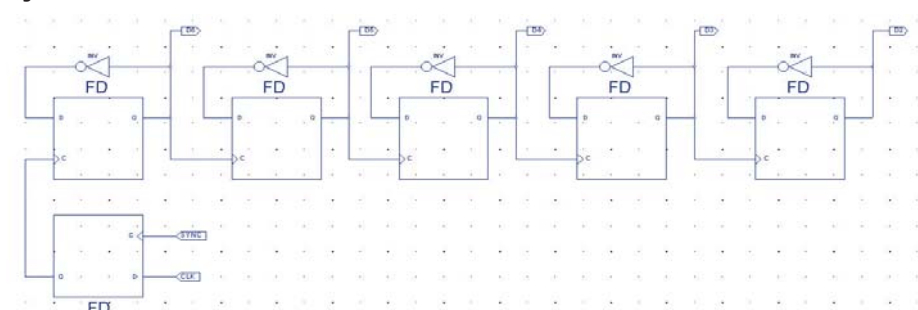 D6 D5 D4 D3 D2
INV INV INV INV INV
FD FD FD FD FD
D Q D Q D Q D Q D Q
C C C C C
C SYNC
Q D CLK
FD